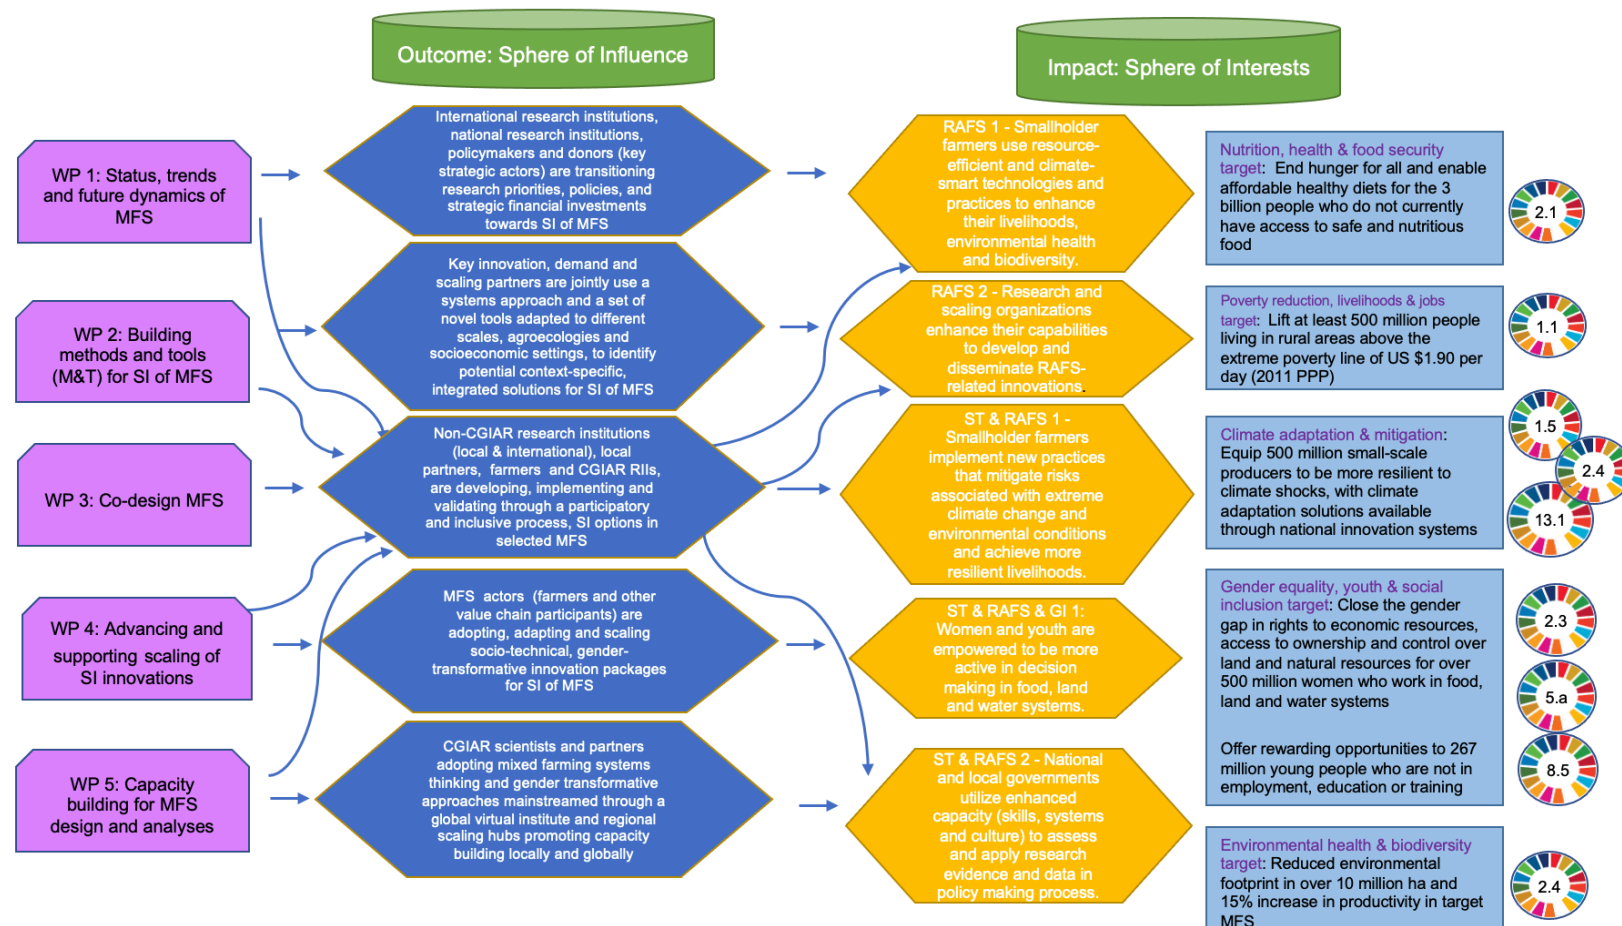 Outcome: Sphere of Influence
Impact: Sphere of Interests
WP 1: Status, trends
and future dynamics of
MFS
WP 2: Building
methods and tools
(M&T) for SI of MFS
WP 3: Co-design MFS
WP 4: Advancing and
supporting scaling of
SI innovations
WP 5: Capacity
building for MFS
design and analyses
International research institutions,
national research institutions,
policymakers and donors (key
strategic actors) are transitioning
research priorities, policies, and
strategic financial investments
towards SI of MFS
Key innovation, demand and
scaling partners are jointly use a
systems approach and a set of
novel tools adapted to different
scales, agroecologies and
socioeconomic settings, to identify
potential context-specific,
integrated solutions for SI of MFS
Non-CGIAR research institutions
(local & international), local
partners, farmers and CGIAR RIIs,
are developing, implementing and
validating through a participatory
and inclusive process, SI options in
selected MFS
MFS actors (farmers and other
value chain participants) are
adopting, adapting and scaling
socio-technical, gender-
transformative innovation packages
for SI of MFS
CGIAR scientists and partners
adopting mixed farming systems
thinking and gender transformative
approaches mainstreamed through a
global virtual institute and regional
scaling hubs promoting capacity
building locally and globally
RAFS 1 - Smallholder
farmers use resource-
efficient and climate-
smart technologies and
practices to enhance
their livelihoods,
environmental health
and biodiversity.
RAFS 2 - Research and
scaling organizations
enhance their capabilities
to develop and
disseminate RAFS-
related innovations.
ST & RAFS 1 -
Smallholder farmers
implement new practices
that mitigate risks
associated with extreme
climate change and
environmental conditions
and achieve more
resilient livelihoods.
ST & RAFS & GI 1:
Women and youth are
empowered to be more
active in decision
making in food, land
and water systems.
ST & RAFS 2 - National
and local governments
utilize enhanced
capacity (skills, systems
and culture) to assess
and apply research
evidence and data in
policy making process.
Nutrition, health & food security
target: End hunger for all and enable
affordable healthy diets for the 3
billion people who do not currently
have access to safe and nutritious
food
2.1
Poverty reduction, livelihoods & jobs
target: Lift at least 500 million people
living in rural areas above the
extreme poverty line of US $1.90 per
day (2011 PPP)
1.1
Climate adaptation & mitigation:
Equip 500 million small-scale
producers to be more resilient to
climate shocks, with climate
adaptation solutions available
through national innovation systems
1.5
2.4
13.1
Gender equality, youth & social
inclusion target: Close the gender
gap in rights to economic resources,
access to ownership and control over
land and natural resources for over
500 million women who work in food,
land and water systems
Offer rewarding opportunities to 267
million young people who are not in
employment, education or training
2.3
5.a
8.5
Environmental health & biodiversity
target: Reduced environmental
footprint in over 10 million ha and
15% increase in productivity in target
MFS
2.4